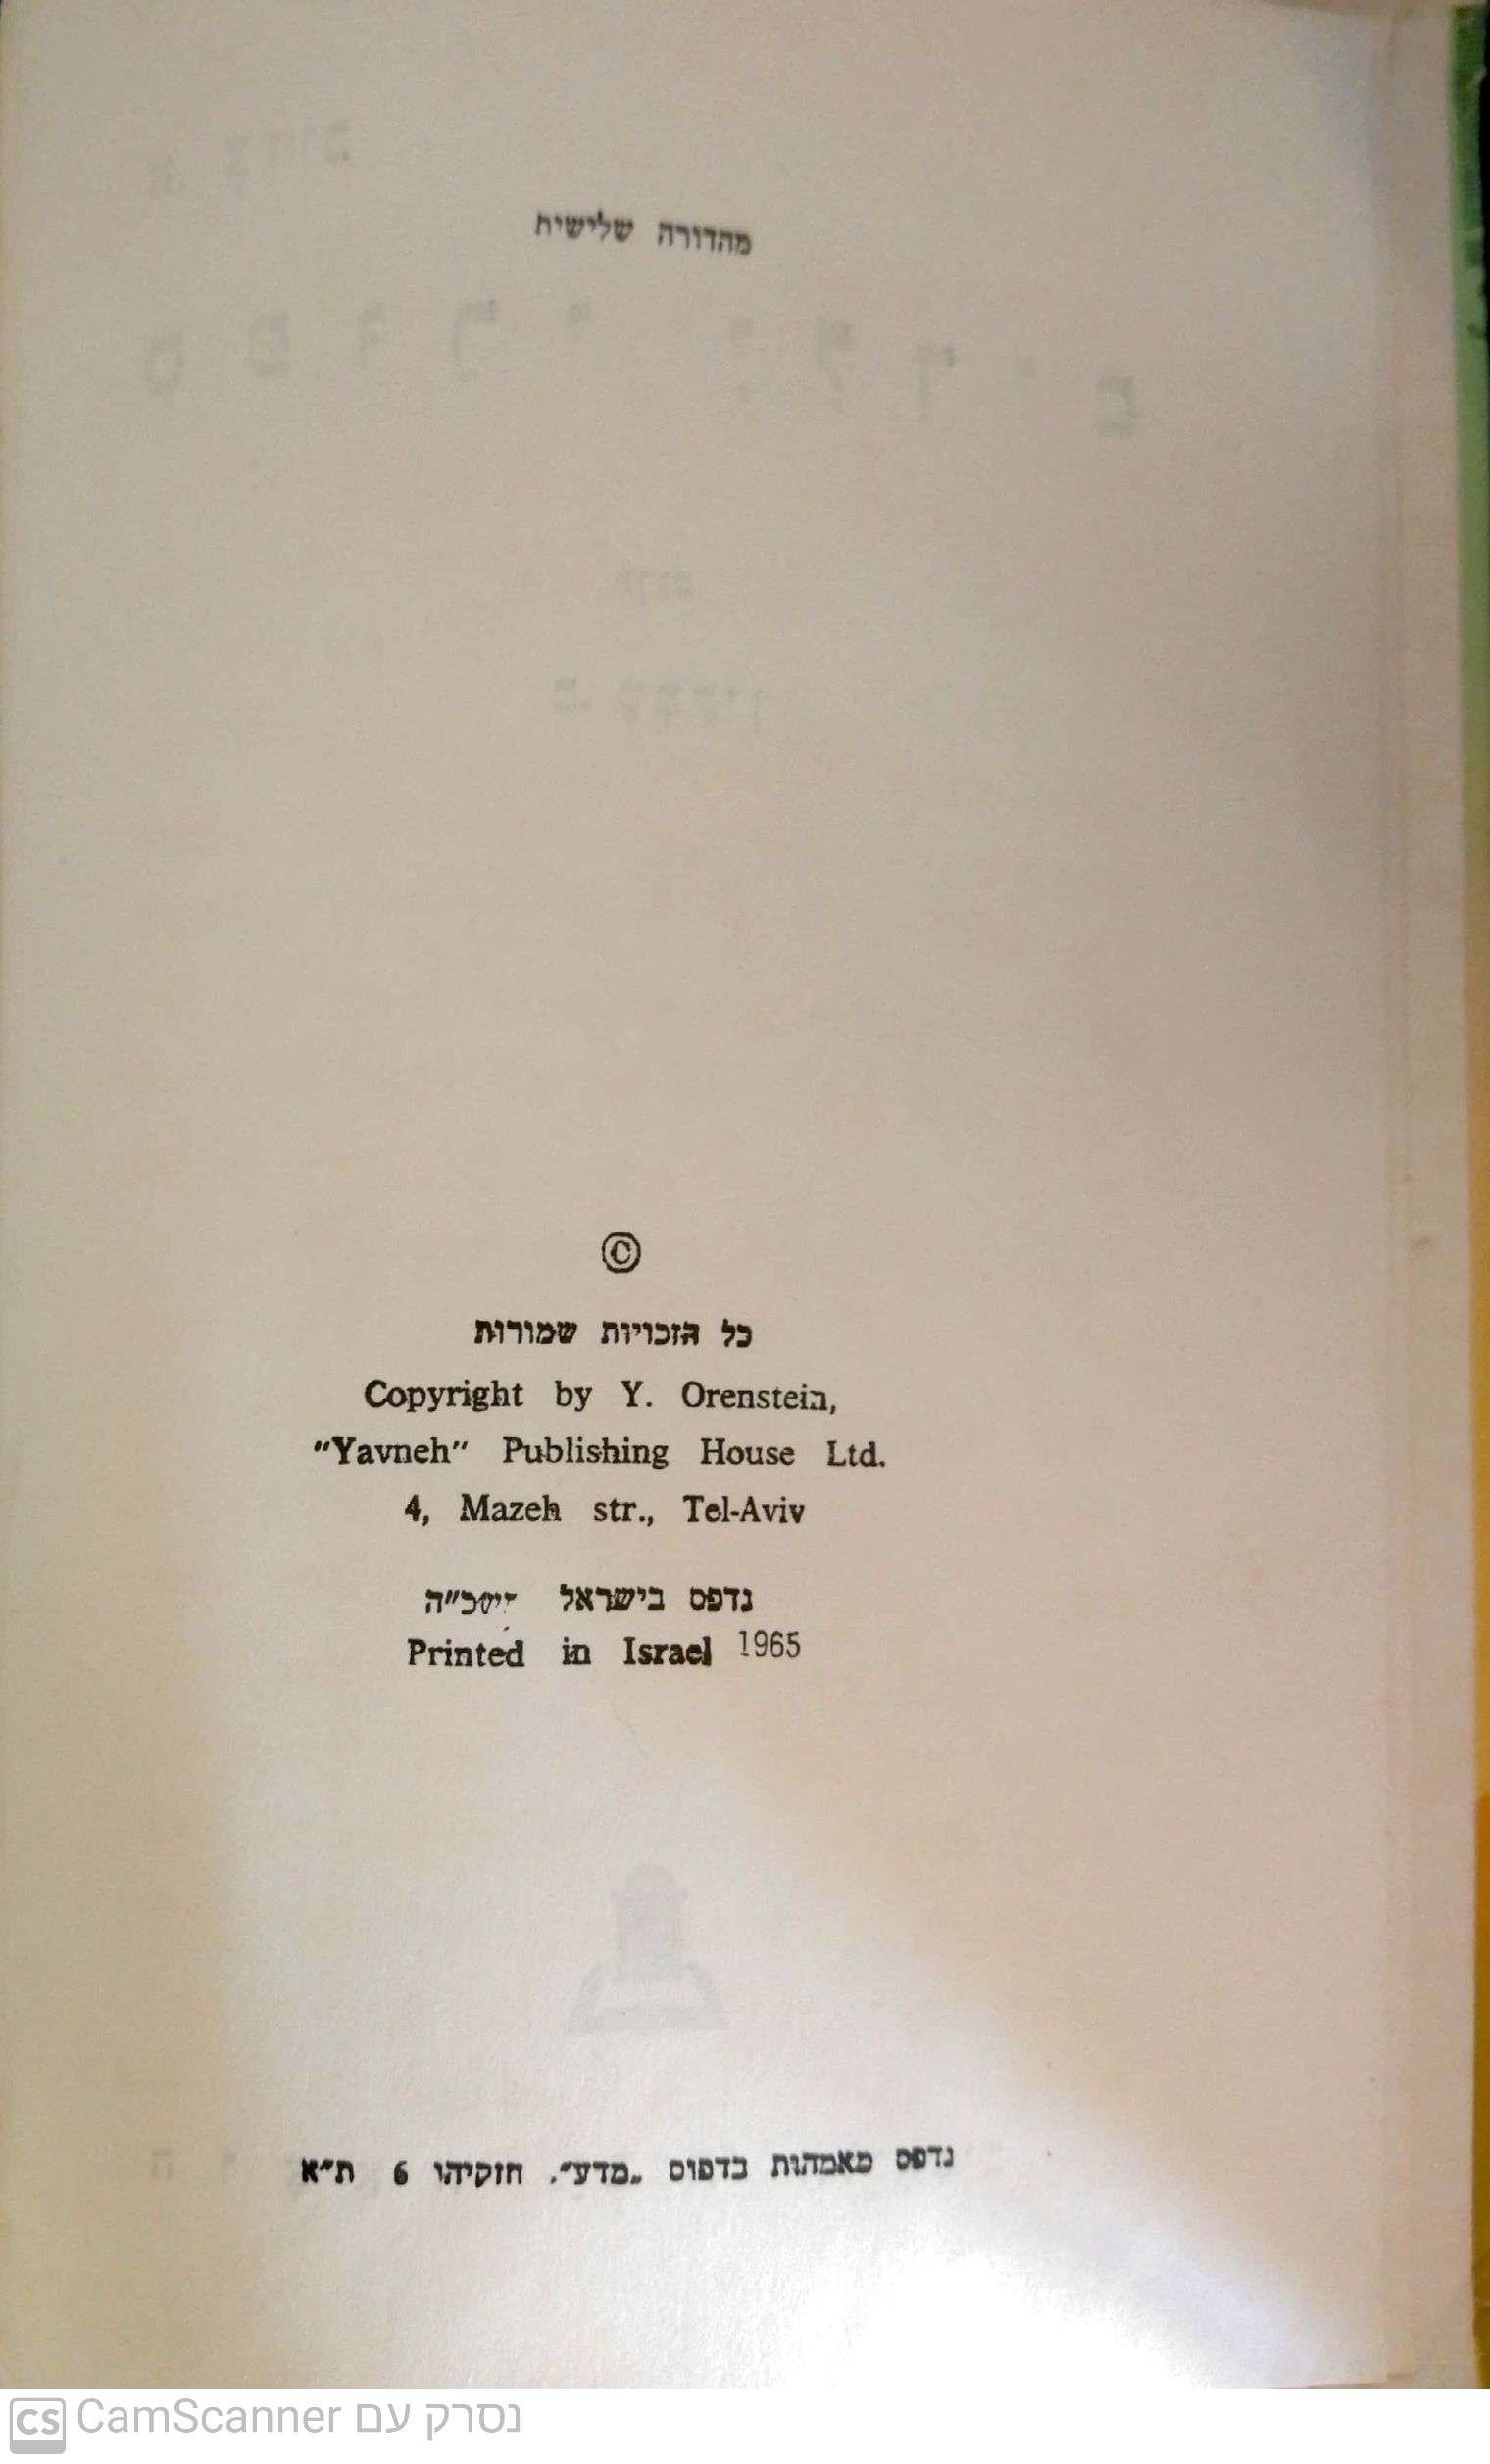 מהדורה שלישית
©
כל הזכויות שמורות
Copyright by Y. Orenstein,
"Yavneh" Publishing House Ltd.
4, Mazeh str., Tel-Aviv
נדפס בישראל
Printed in Israel 1965
נדפס מאמהות בדפוס „מדע”. חזקיהו 6 ת״א
CS CamScanner נסרק עם